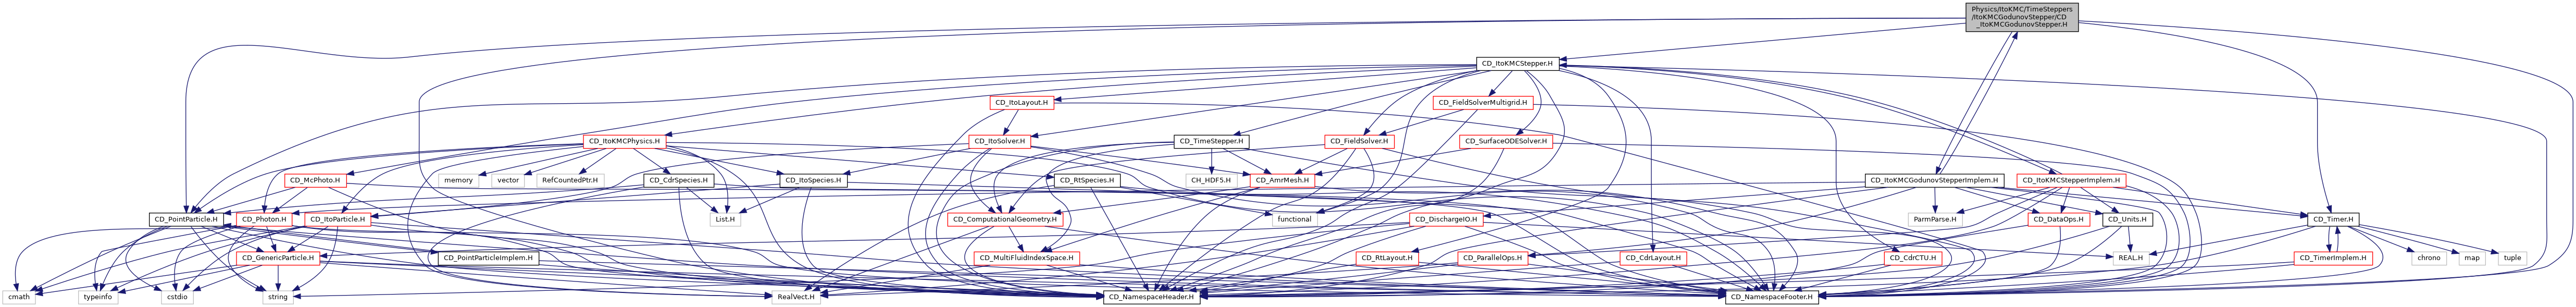 Physics/ItoKMC/TimeSteppers
/ItoKMCGodunovStepper/CD
_ItoKMCGodunovStepper.H
CD_ItoKMCStepper.H
CD_ItoLayout.H
CD_FieldSolverMultigrid.H
CD_ItoKMCPhysics.H
CD_ItoSolver.H
CD_TimeStepper.H
CD_FieldSolver.H
CD_SurfaceODESolver.H
memory
vector
RefCountedPtr.H
CD_McPhoto.H
CD_CdrSpecies.H
CD_ItoSpecies.H
CD_RtSpecies.H
CH_HDF5.H
CD_AmrMesh.H
CD_ItoKMCGodunovStepperImplem.H
CD_ItoKMCStepperImplem.H
CD_PointParticle.H
CD_Photon.H
CD_ItoParticle.H
List.H
CD_ComputationalGeometry.H
functional
CD_DischargeIO.H
ParmParse.H
CD_DataOps.H
CD_Units.H
CD_Timer.H
CD_GenericParticle.H
CD_PointParticleImplem.H
CD_MultiFluidIndexSpace.H
CD_RtLayout.H
CD_ParallelOps.H
CD_CdrLayout.H
CD_CdrCTU.H
REAL.H
CD_TimerImplem.H
chrono
map
tuple
cmath
typeinfo
cstdio
string
RealVect.H
CD_NamespaceHeader.H
CD_NamespaceFooter.H